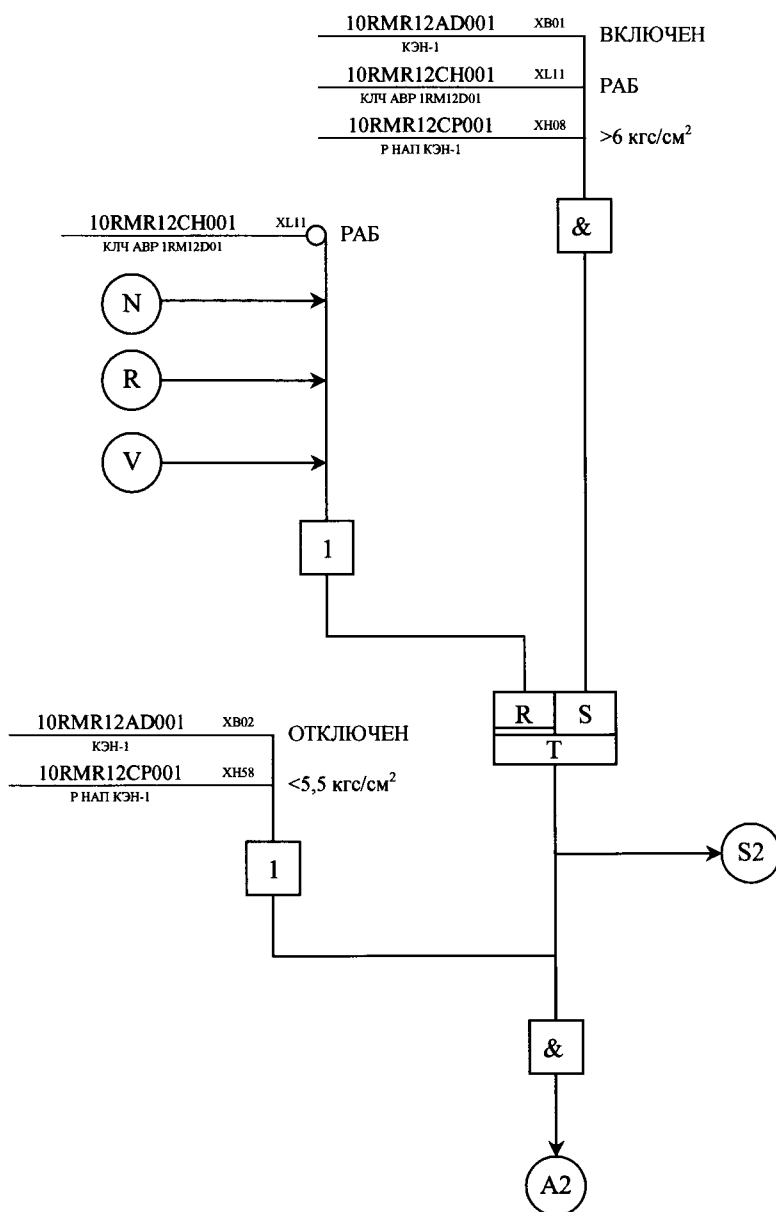 10RMR12AD001 XB01 ВКЛЮЧЕН
КЭН-1
10RMR12CH001 XL11 РАБ
КЛЧ АВР 1RM12D01
10RMR12CP001 XH08 >6 кгс/см²
Р НАП КЭН-1
&
10RMR12CH001 XL11 РАБ
КЛЧ АВР 1RM12D01
N
R
V
1
R S
T
10RMR12AD001 XB02 ОТКЛЮЧЕН
КЭН-1
10RMR12CP001 XH58 <5,5 кгс/см²
Р НАП КЭН-1
1
S2
&
A2